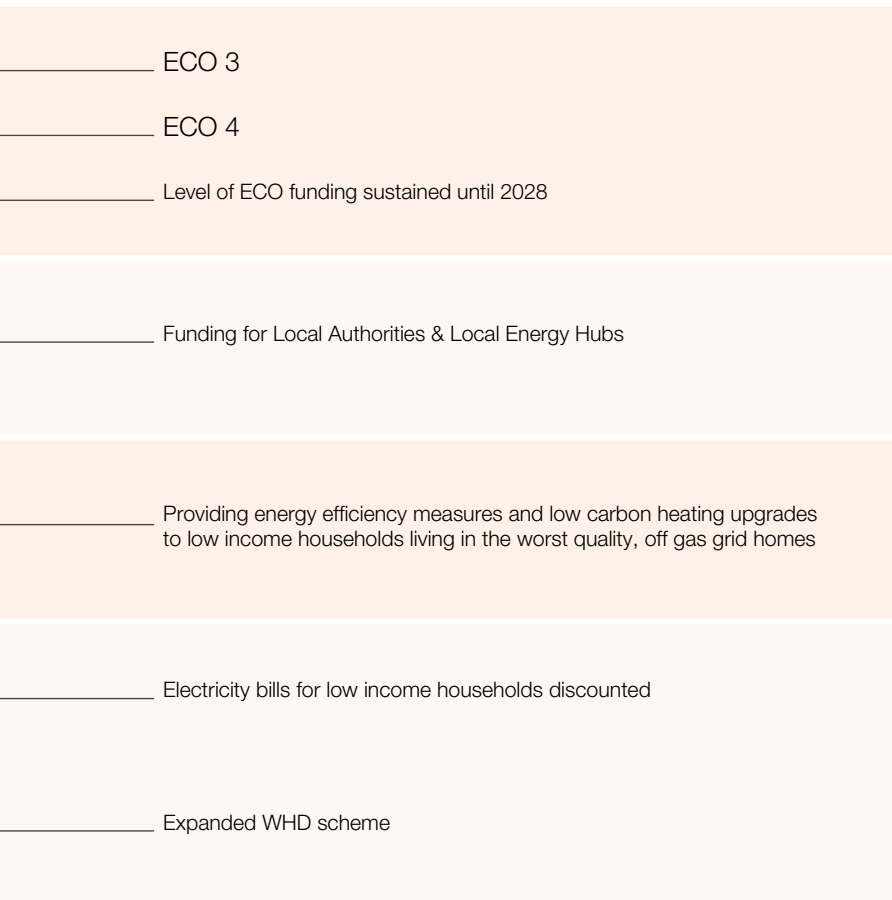 ECO 3
ECO 4
Level of ECO funding sustained until 2028
Funding for Local Authorities & Local Energy Hubs
Providing energy efficiency measures and low carbon heating upgrades
to low income households living in the worst quality, off gas grid homes
Electricity bills for low income households discounted
Expanded WHD scheme